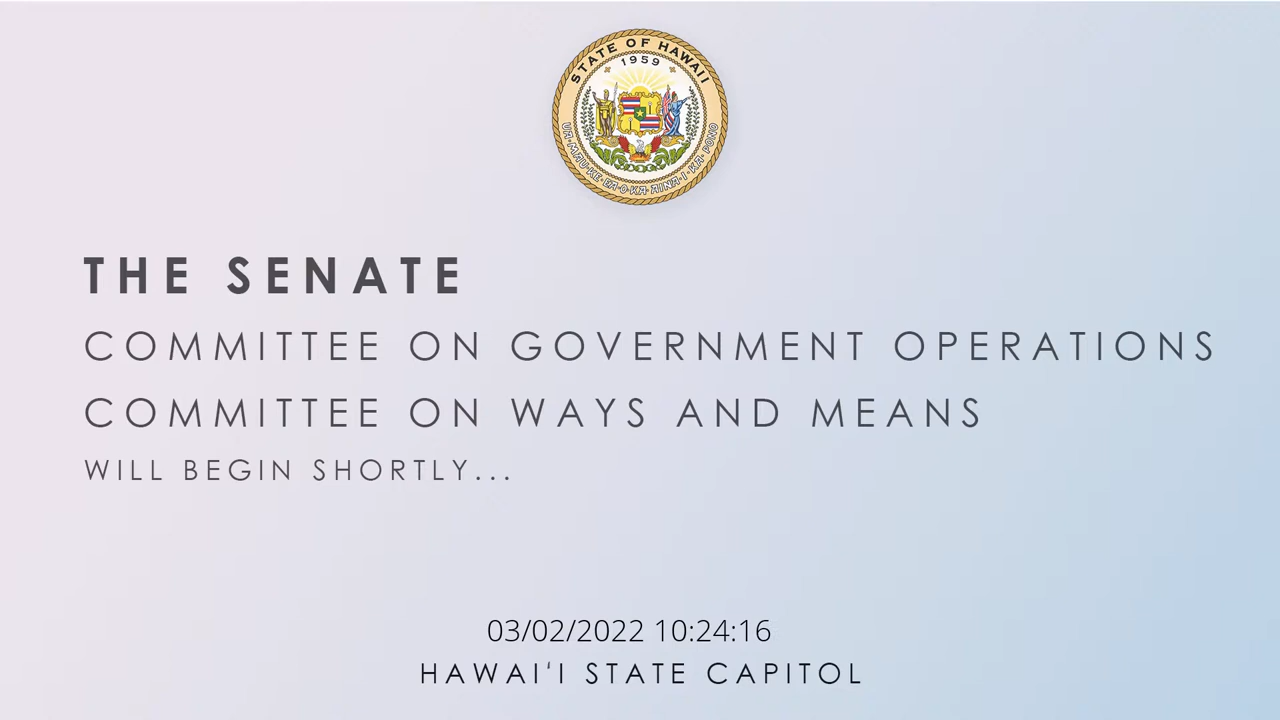 STATE OF HAWAII
1959
UA·MAU·KE·EA·O·KA·AINA·I·KA·PONO
THE SENATE
COMMITTEE ON GOVERNMENT OPERATIONS
COMMITTEE ON WAYS AND MEANS
WILL BEGIN SHORTLY...
03/02/2022 10:24:16
HAWAIʻI STATE CAPITOL